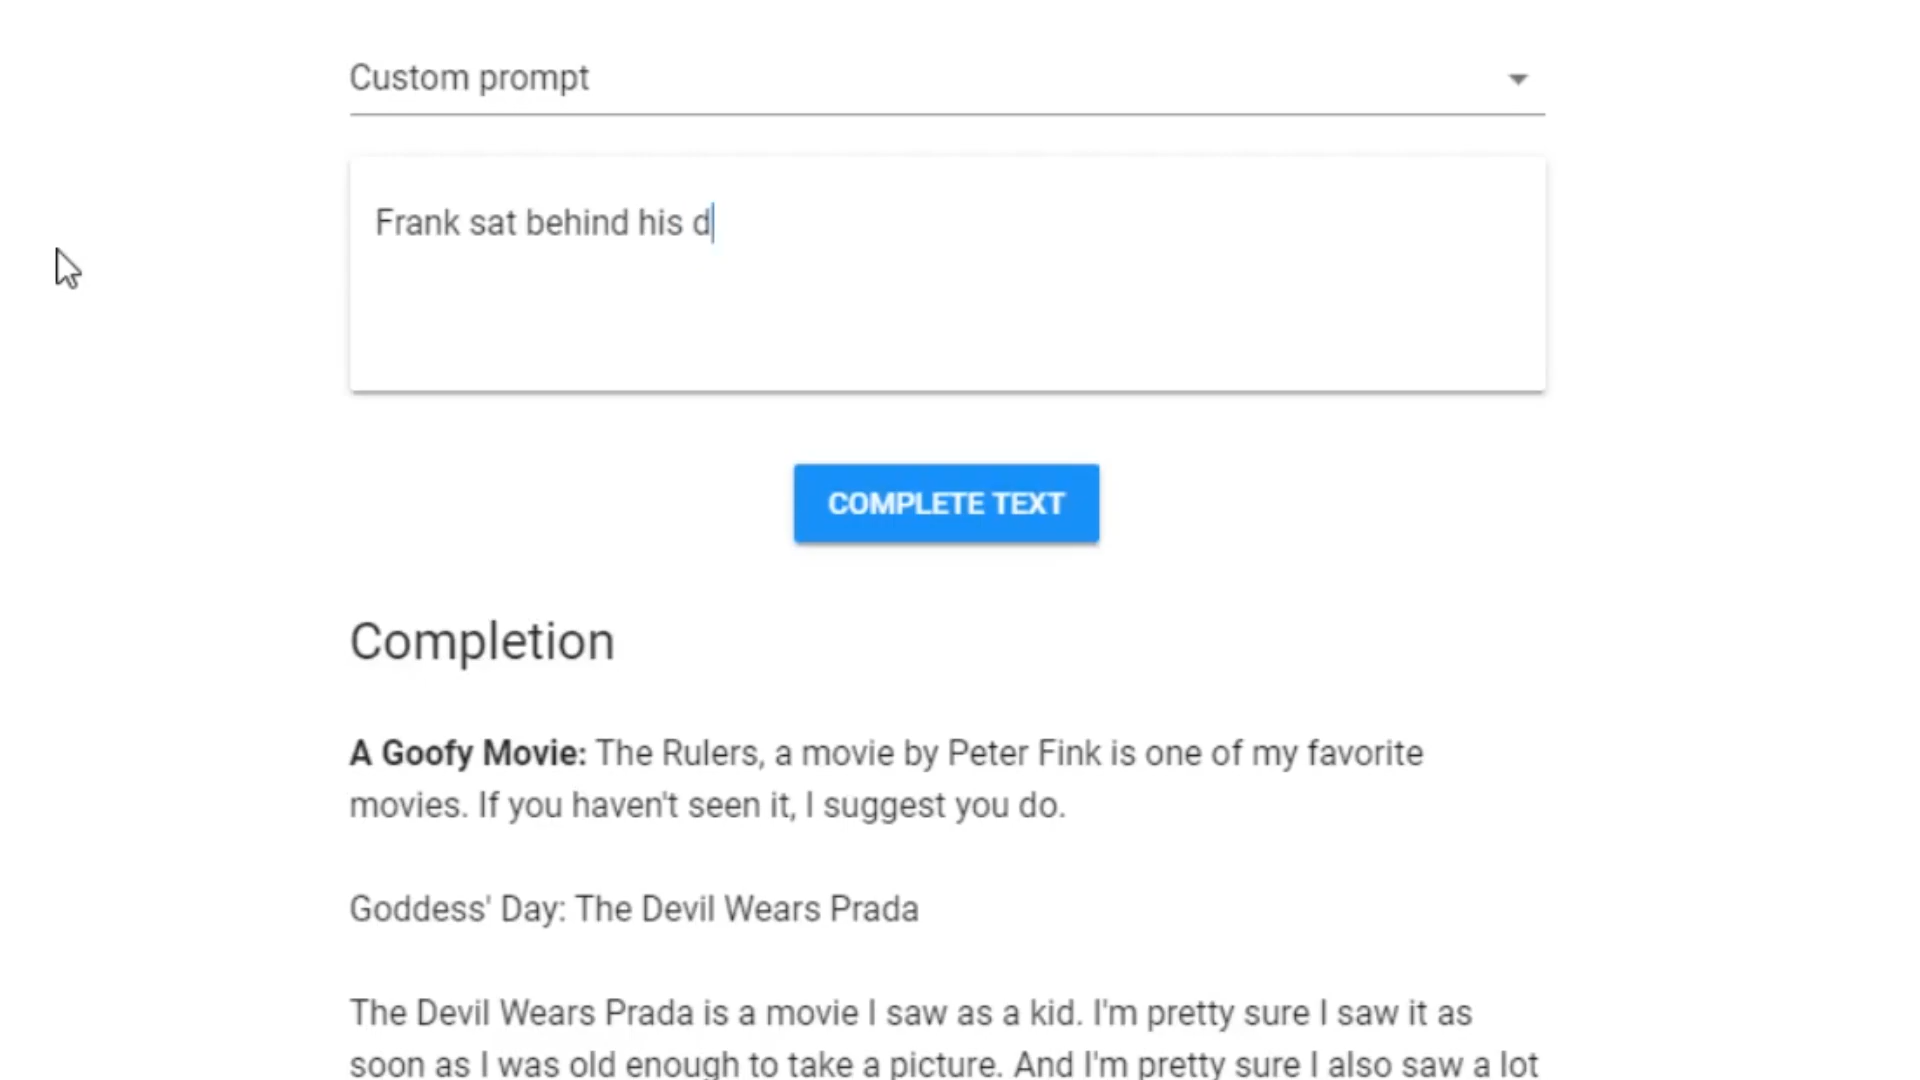 Custom prompt
Frank sat behind his d
COMPLETE TEXT
Completion
A Goofy Movie: The Rulers, a movie by Peter Fink is one of my favorite
movies. If you haven't seen it, I suggest you do.
Goddess' Day: The Devil Wears Prada
The Devil Wears Prada is a movie I saw as a kid. I'm pretty sure I saw it as
soon as I was old enough to take a picture. And I'm pretty sure I also saw a lot